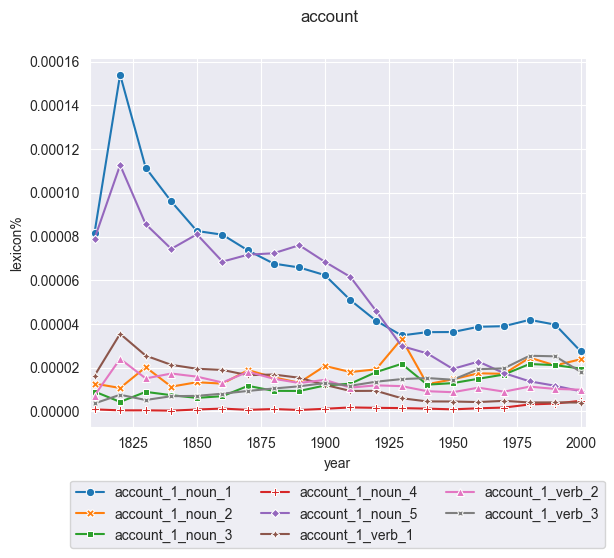 account
0.00016
0.00014
0.00012
0.00010
0.00008
0.00006
0.00004
0.00002
0.00000
lexicon%
1825 1850 1875 1900 1925 1950 1975 2000
year
account_1_noun_1 account_1_noun_4 account_1_verb_2
account_1_noun_2 account_1_noun_5 account_1_verb_3
account_1_noun_3 account_1_verb_1